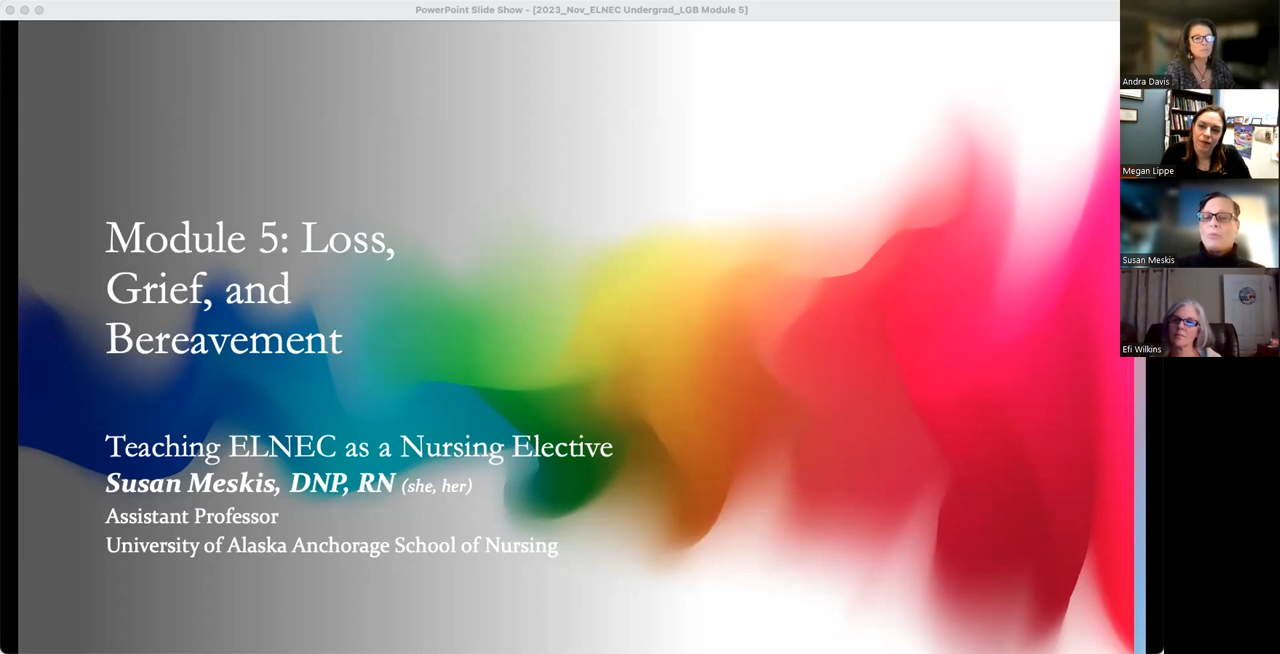 PowerPoint Slide Show - [2023_Nov_ELNEC Undergrad_LGB Module 5]
Module 5: Loss,
Grief, and
Bereavement
Teaching ELNEC as a Nursing Elective
Susan Meskis, DNP, RN (she, her)
Assistant Professor
University of Alaska Anchorage School of Nursing
Andra Davis
Megan Lippe
Susan Meskis
Efi Wilkins